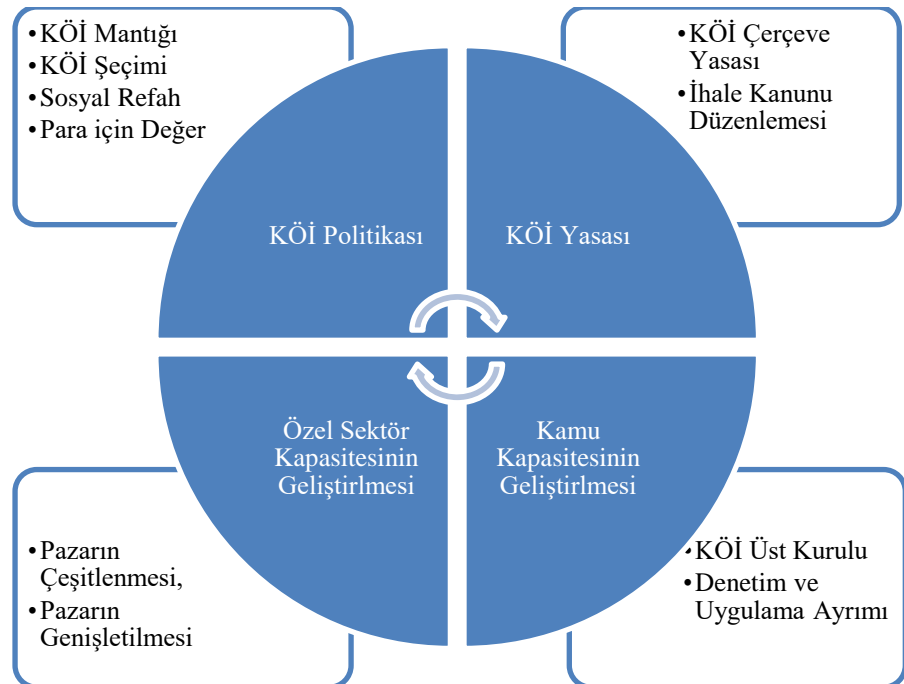 •KÖİ Mantığı
•KÖİ Seçimi
•Sosyal Refah
•Para için Değer
•KÖİ Çerçeve
Yasası
•İhale Kanunu
Düzenlemesi
KÖİ Politikası
KÖİ Yasası
Özel Sektör
Kapasitesinin
Geliştirlmesi
Kamu
Kapasitesinin
Geliştirlmesi
•Pazarın
Çeşitlenmesi,
•Pazarın
Genişletilmesi
•KÖİ Üst Kurulu
•Denetim ve
Uygulama Ayrımı